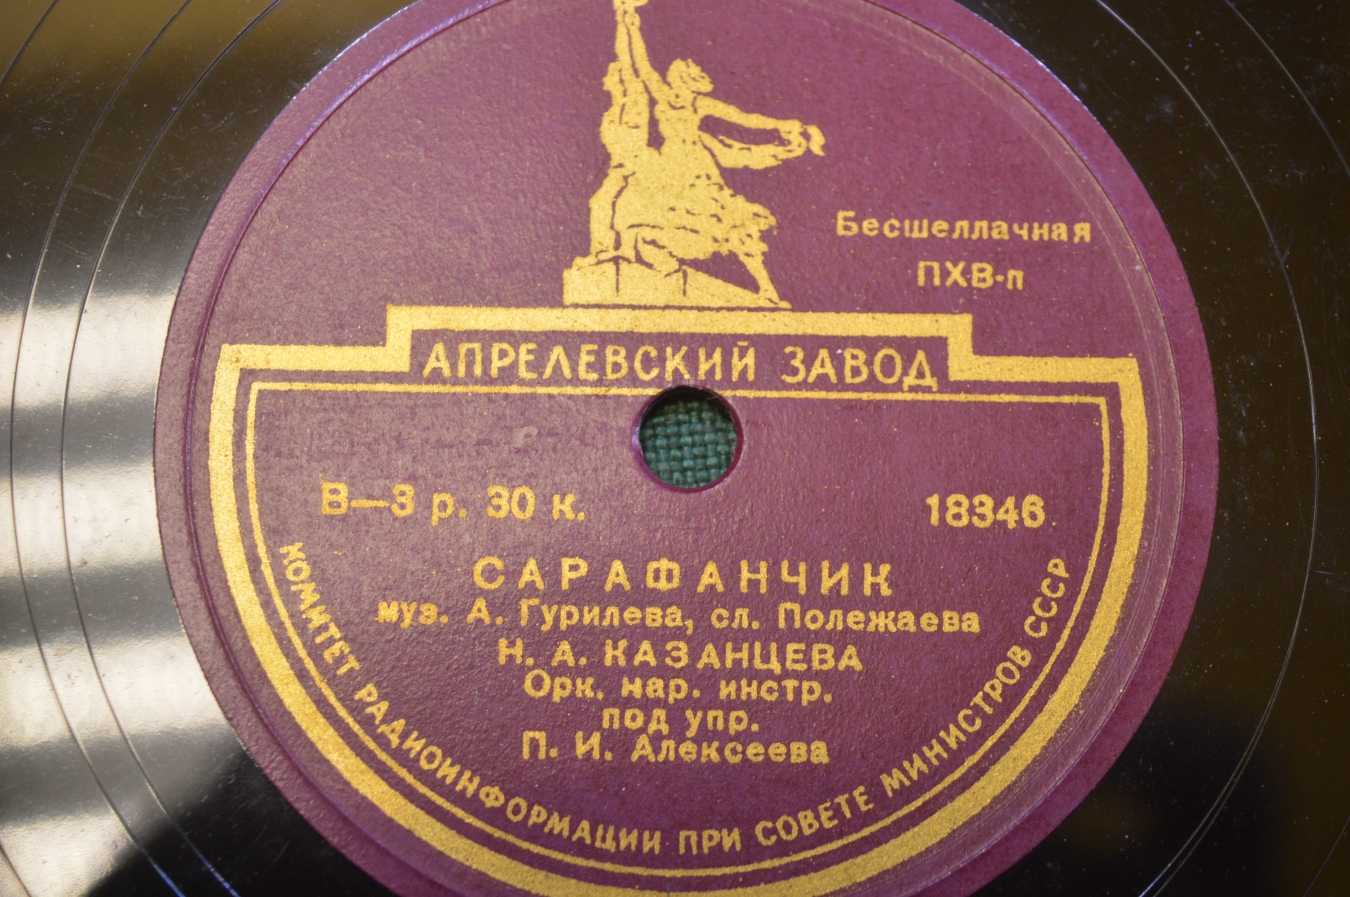 Бесшеллачная
ПХВ-п
АПРЕЛЕВСКИЙ ЗАВОД
В—3 р. 30 к.
18346
САРАФАНЧИК
муз. А. Гурилева, сл. Полежаева
Н. А. КАЗАНЦЕВА
Орк. нар. инстр.
под упр.
П. И. Алексеева
КОМИТЕТ РАДИОИНФОРМАЦИИ ПРИ СОВЕТЕ МИНИСТРОВ СССР